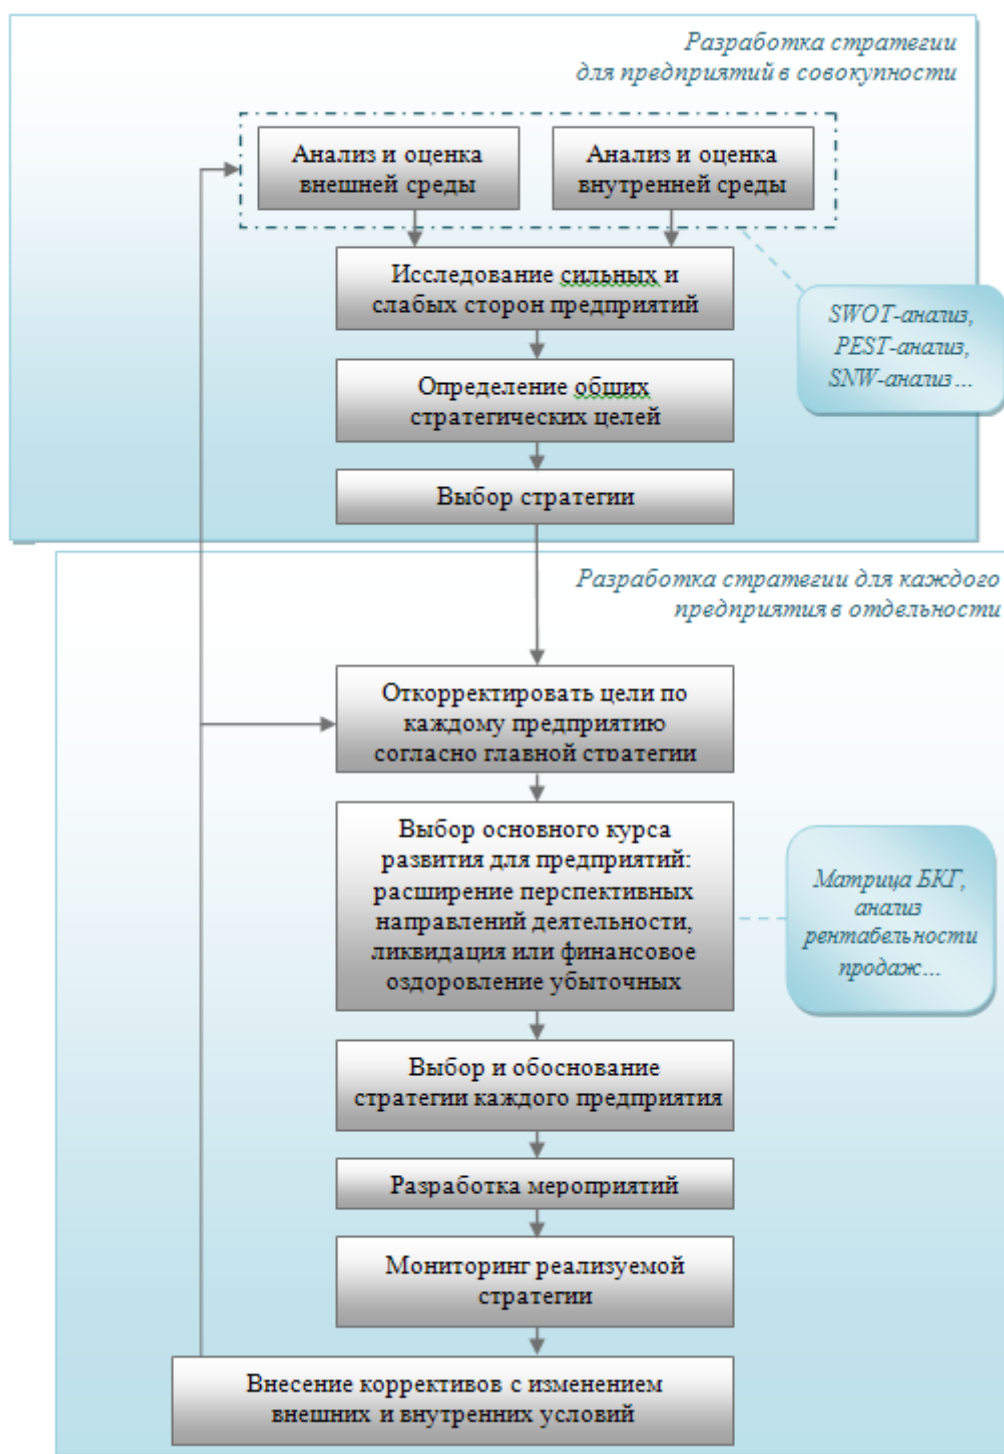 Разработка стратегии
для предприятий в совокупности
Анализ и оценка
внешней среды
Анализ и оценка
внутренней среды
Исследование сильных и
слабых сторон предприятий
SWOT-анализ,
PEST-анализ,
SNW-анализ...
Определение общих
стратегических целей
Выбор стратегии
Разработка стратегии для каждого
предприятия в отдельности
Откорректировать цели по
каждому предприятию
согласно главной стратегии
Выбор основного курса
развития для предприятий:
расширение перспективных
направлений деятельности,
ликвидация или финансовое
оздоровление убыточных
Матрица БКГ,
анализ
рентабельности
продаж...
Выбор и обоснование
стратегии каждого предприятия
Разработка мероприятий
Мониторинг реализуемой
стратегии
Внесение коррективов с изменением
внешних и внутренних условий